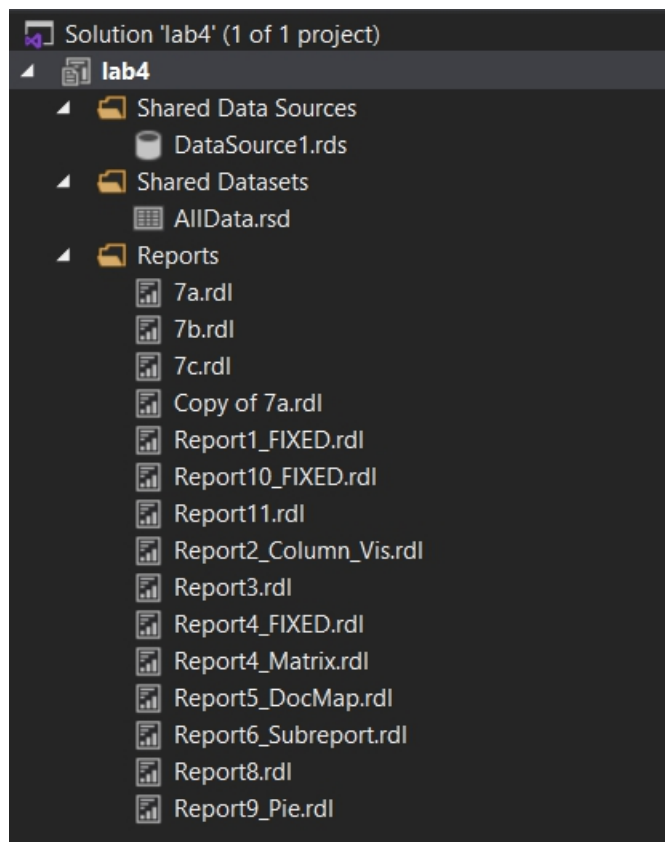 Solution 'lab4' (1 of 1 project)
lab4
Shared Data Sources
DataSource1.rds
Shared Datasets
AllData.rsd
Reports
7a.rdl
7b.rdl
7c.rdl
Copy of 7a.rdl
Report1_FIXED.rdl
Report10_FIXED.rdl
Report11.rdl
Report2_Column_Vis.rdl
Report3.rdl
Report4_FIXED.rdl
Report4_Matrix.rdl
Report5_DocMap.rdl
Report6_Subreport.rdl
Report8.rdl
Report9_Pie.rdl